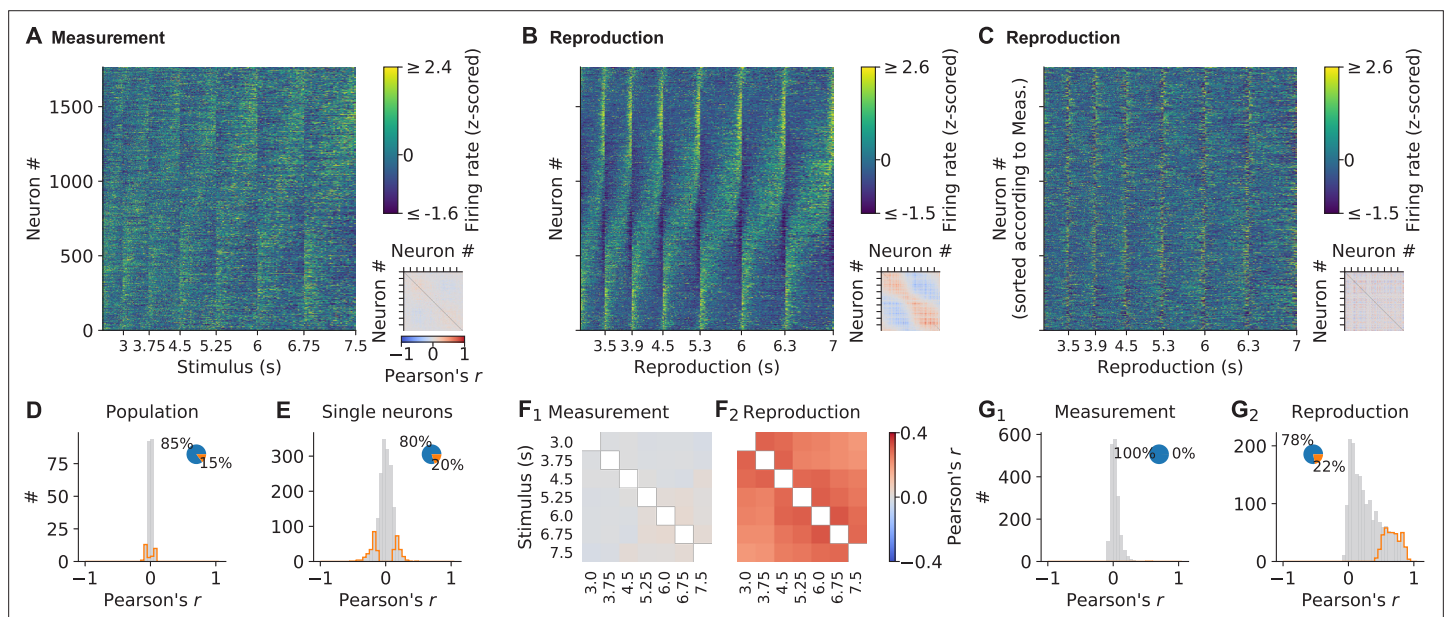 A Measurement
≥ 2.4
0
≤ -1.6
Firing rate (z-scored)
Neuron #
1500
1000
500
0
3 3.75 4.5 5.25 6 6.75 7.5
Stimulus (s)
Neuron #
Neuron #
−1 0 1
Pearson's r
B Reproduction
≥ 2.6
0
≤ -1.5
Firing rate (z-scored)
Neuron #
1500
1000
500
0
3.5 3.9 4.5 5.3 6 6.3 7
Reproduction (s)
Neuron #
Neuron #
C Reproduction
≥ 2.6
0
≤ -1.5
Firing rate (z-scored)
Neuron #
(sorted according to Meas.)
3.5 3.9 4.5 5.3 6 6.3 7
Reproduction (s)
Neuron #
Neuron #
D Population
85%
15%
#
75
50
25
0
−1 0 1
Pearson's r
E Single neurons
80%
20%
300
200
100
0
−1 0 1
Pearson's r
F1 Measurement
Stimulus (s)
3.0
3.75
4.5
5.25
6.0
6.75
7.5
3.0 3.75 4.5 5.25 6.0 6.75 7.5
F2 Reproduction
3.0 3.75 4.5 5.25 6.0 6.75 7.5
0.4
0.0
−0.4
Pearson's r
G1 Measurement
100% 0%
#
600
400
200
0
−1 0 1
Pearson's r
G2 Reproduction
78%
22%
200
100
0
−1 0 1
Pearson's r